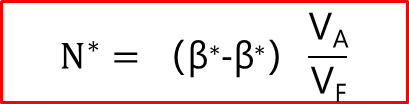 N* = (β*-β*) V_A / V_F